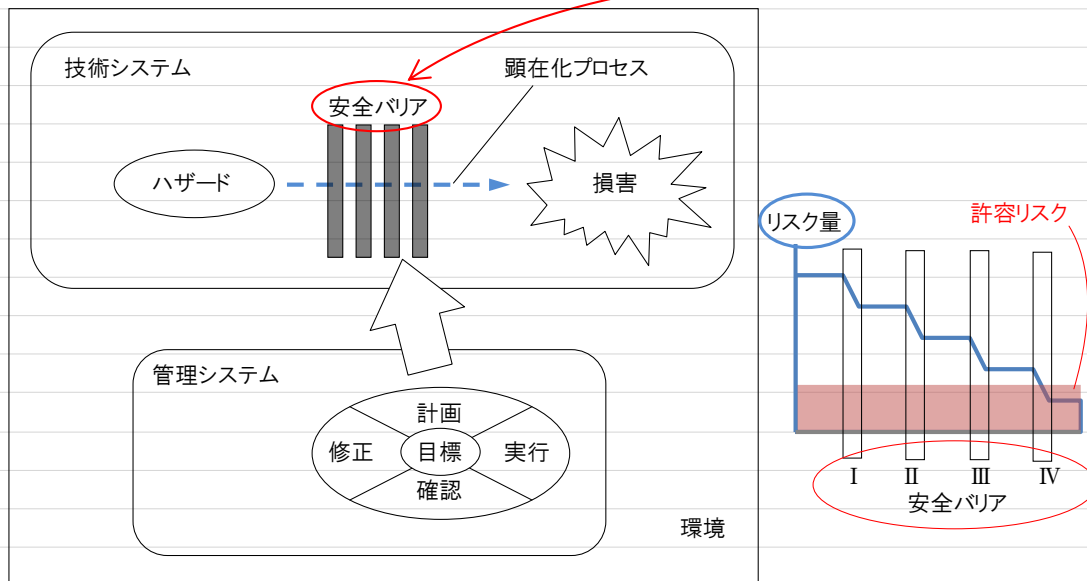 技術システム
顕在化プロセス
安全バリア
ハザード
損害
リスク量
許容リスク
管理システム
計画
修正
目標
実行
確認
環境
Ⅰ
Ⅱ
Ⅲ
Ⅳ
安全バリア